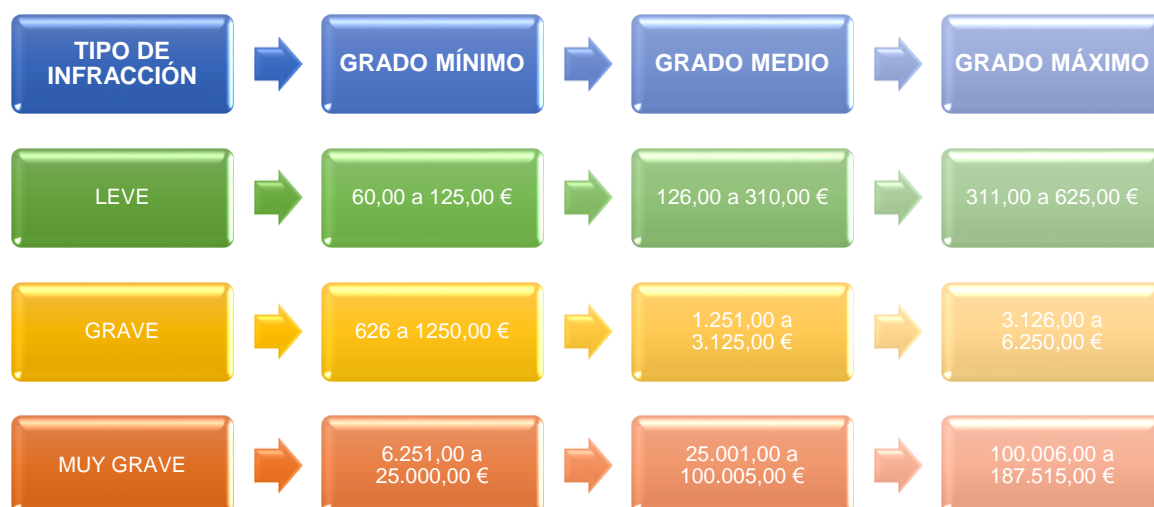 TIPO DE
INFRACCIÓN
GRADO MÍNIMO
GRADO MEDIO
GRADO MÁXIMO
LEVE
60,00 a 125,00 €
126,00 a 310,00 €
311,00 a 625,00 €
GRAVE
626 a 1250,00 €
1.251,00 a
3.125,00 €
3.126,00 a
6.250,00 €
MUY GRAVE
6.251,00 a
25.000,00 €
25.001,00 a
100.005,00 €
100.006,00 a
187.515,00 €